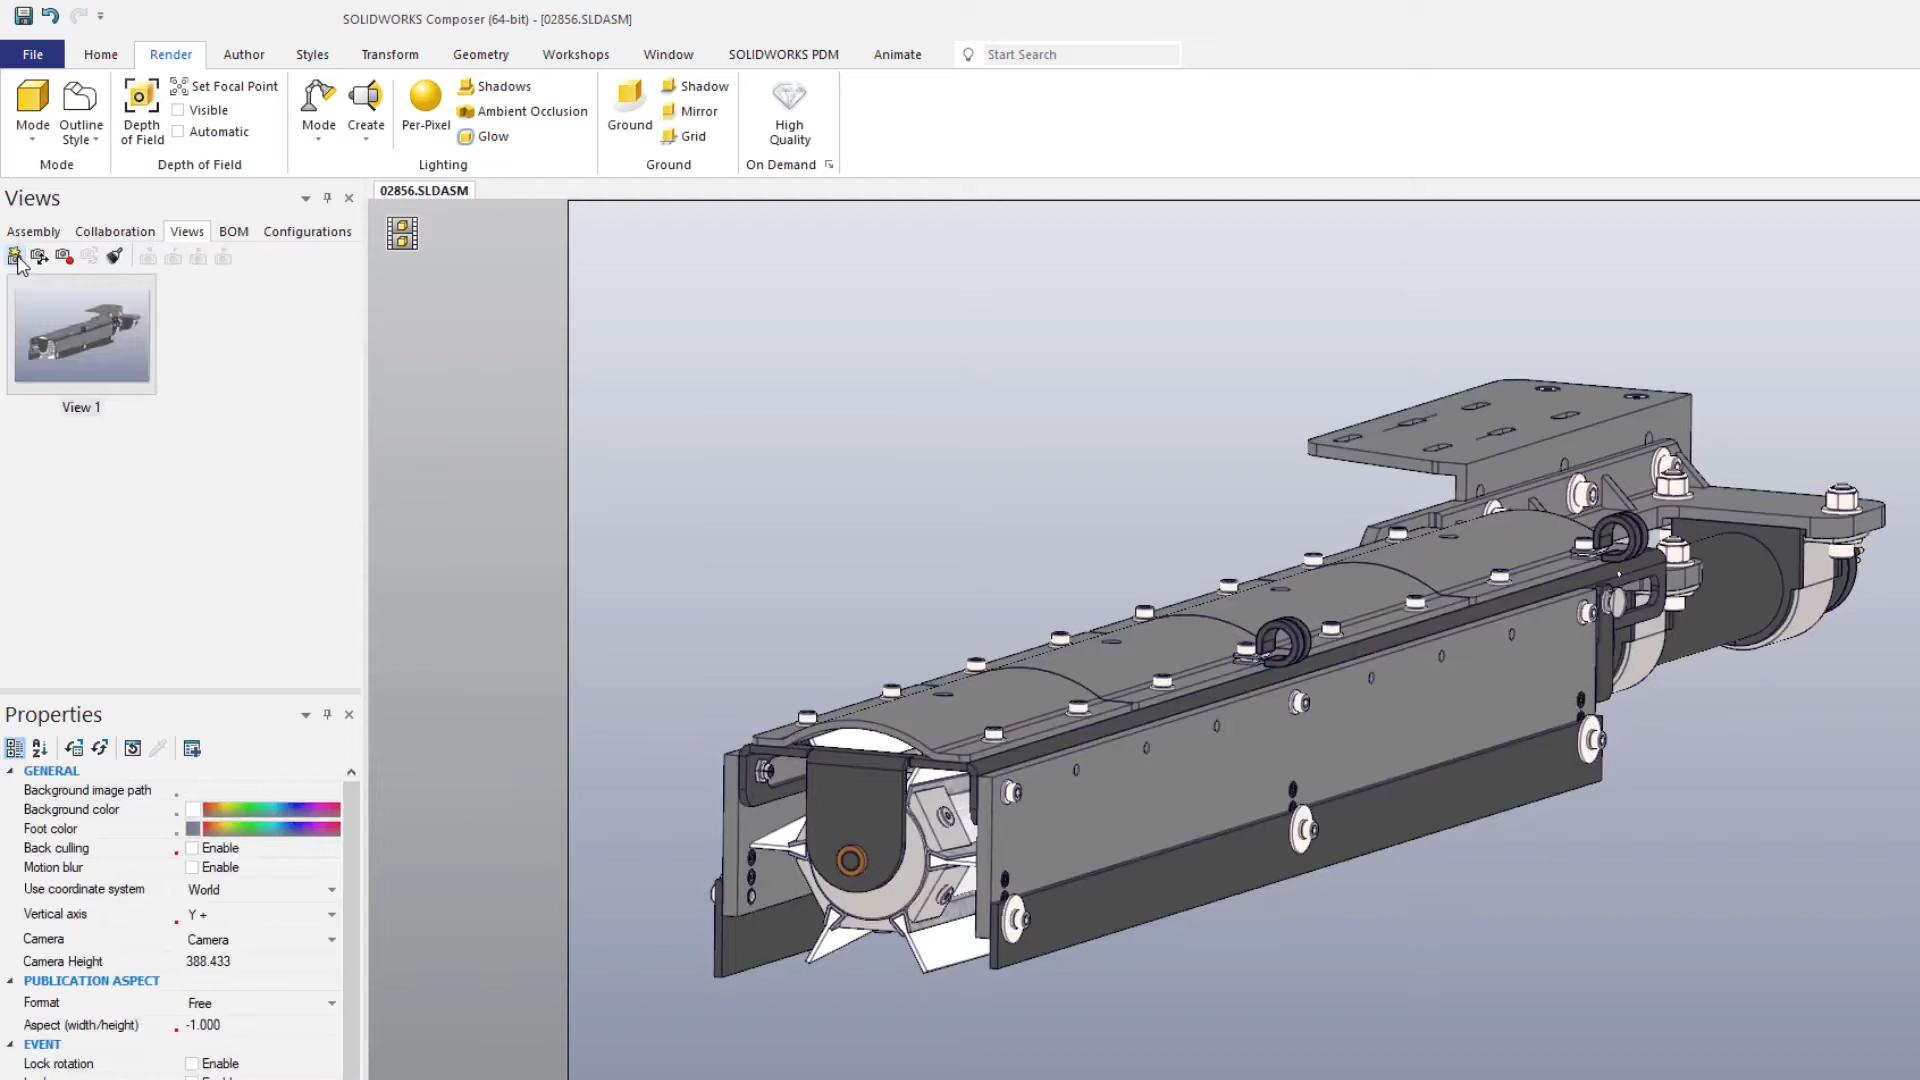 SOLIDWORKS Composer (64-bit) - [02856.SLDASM]
File Home Render Author Styles Transform Geometry Workshops Window SOLIDWORKS PDM Animate Start Search
Mode
Outline Style
Mode
Depth of Field
Set Focal Point
Visible
Automatic
Depth of Field
Mode
Create
Per-Pixel
Shadows
Ambient Occlusion
Glow
Lighting
Ground
Shadow
Mirror
Grid
Ground
High Quality
On Demand
Views
02856.SLDASM
Assembly Collaboration Views BOM Configurations
View 1
Properties
GENERAL
Background image path
Background color
Foot color
Back culling Enable
Motion blur Enable
Use coordinate system World
Vertical axis Y +
Camera Camera
Camera Height 388.433
PUBLICATION ASPECT
Format Free
Aspect (width/height) -1.000
EVENT
Lock rotation Enable